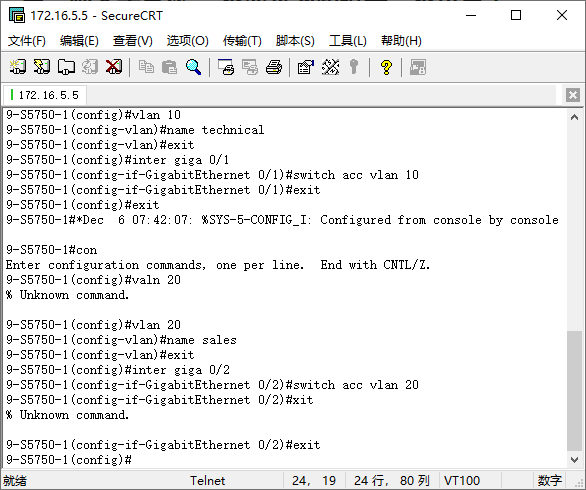 172.16.5.5 - SecureCRT
文件(F) 编辑(E) 查看(V) 选项(O) 传输(T) 脚本(S) 工具(L) 帮助(H)
172.16.5.5
9-S5750-1(config)#vlan 10
9-S5750-1(config-vlan)#name technical
9-S5750-1(config-vlan)#exit
9-S5750-1(config)#inter giga 0/1
9-S5750-1(config-if-GigabitEthernet 0/1)#switch acc vlan 10
9-S5750-1(config-if-GigabitEthernet 0/1)#exit
9-S5750-1(config)#exit
9-S5750-1#*Dec  6 07:42:07: %SYS-5-CONFIG_I: Configured from console by console
9-S5750-1#con
Enter configuration commands, one per line.  End with CNTL/Z.
9-S5750-1(config)#valn 20
% Unknown command.
9-S5750-1(config)#vlan 20
9-S5750-1(config-vlan)#name sales
9-S5750-1(config-vlan)#exit
9-S5750-1(config)#inter giga 0/2
9-S5750-1(config-if-GigabitEthernet 0/2)#switch acc vlan 20
9-S5750-1(config-if-GigabitEthernet 0/2)#xit
% Unknown command.
9-S5750-1(config-if-GigabitEthernet 0/2)#exit
9-S5750-1(config)#
就绪 Telnet 24, 19 24 行, 80 列 VT100 数字